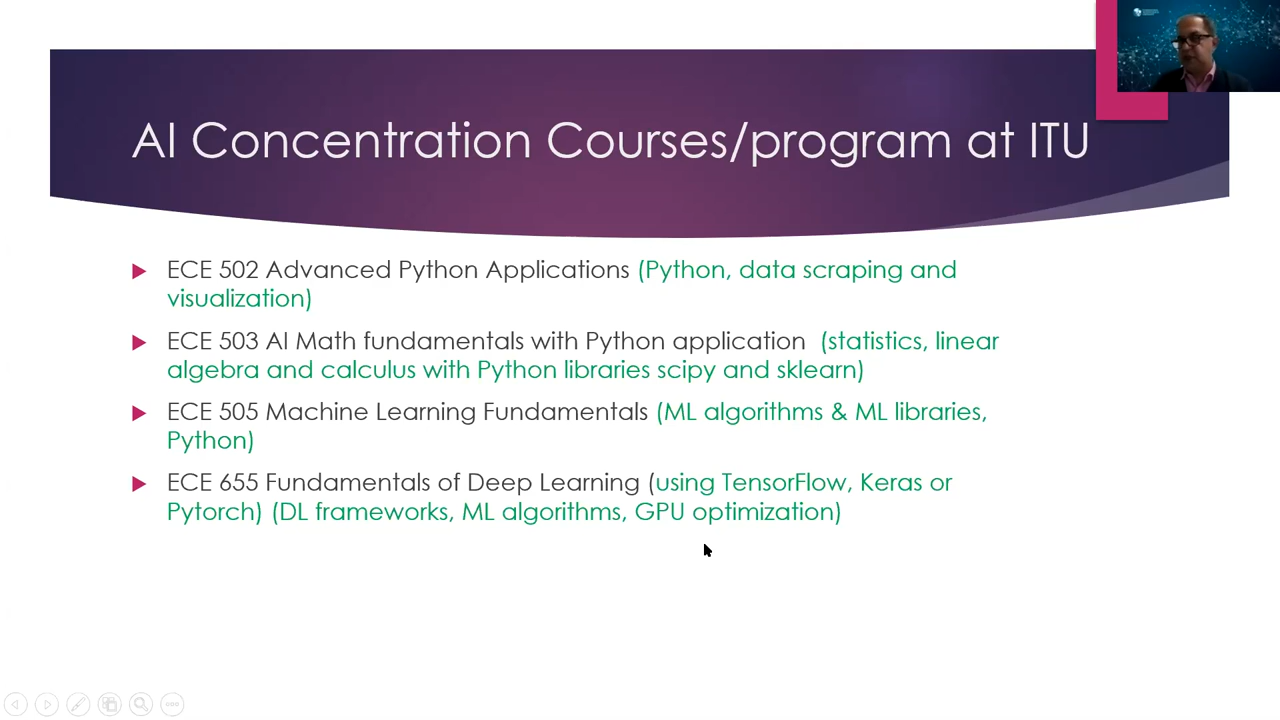 AI Concentration Courses/program at ITU
ECE 502 Advanced Python Applications (Python, data scraping and
visualization)
ECE 503 AI Math fundamentals with Python application (statistics, linear
algebra and calculus with Python libraries scipy and sklearn)
ECE 505 Machine Learning Fundamentals (ML algorithms & ML libraries,
Python)
ECE 655 Fundamentals of Deep Learning (using TensorFlow, Keras or
Pytorch) (DL frameworks, ML algorithms, GPU optimization)